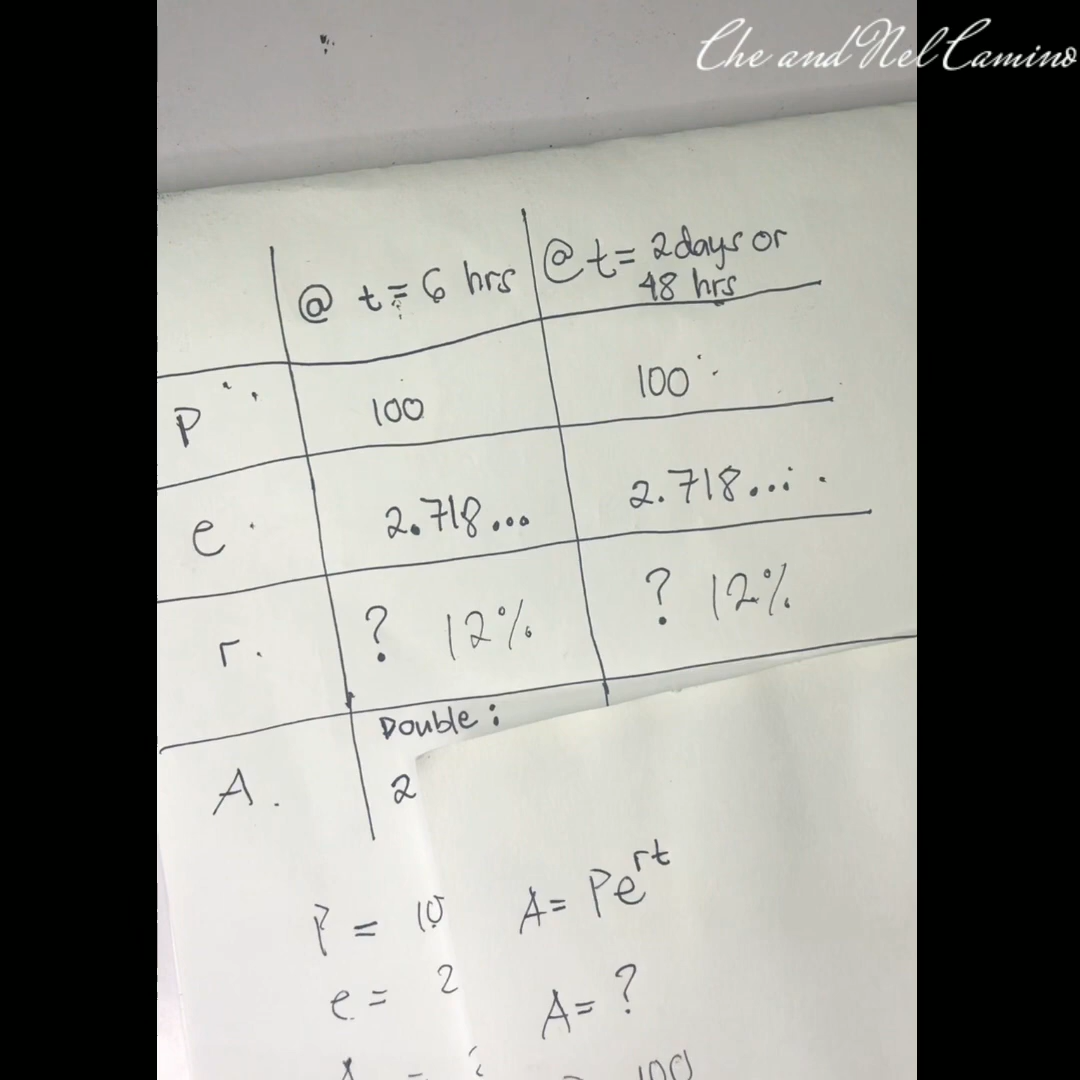 Che and Nel Camino
@ t= 6 hrs
@ t= 2 days or
48 hrs
P
100
100
e
2.718...
2.718...
r.
? 12%
? 12%
Double:
A.
2
P = 10
A= Pe^rt
e = 2
A= ?
100